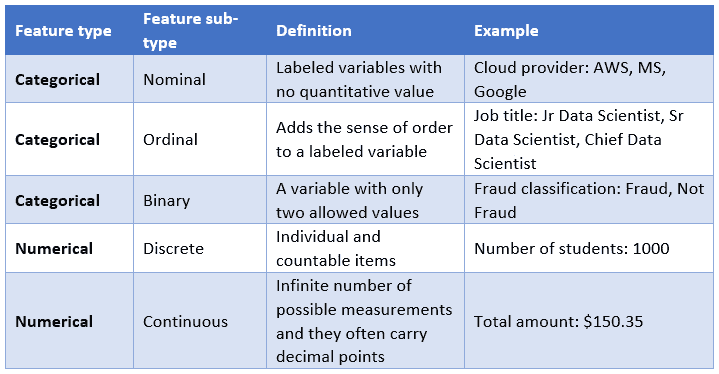 Feature type
Feature sub-
type
Definition
Example
Categorical
Nominal
Labeled variables with
no quantitative value
Cloud provider: AWS, MS,
Google
Categorical
Ordinal
Adds the sense of order
to a labeled variable
Job title: Jr Data Scientist, Sr
Data Scientist, Chief Data
Scientist
Categorical
Binary
A variable with only
two allowed values
Fraud classification: Fraud, Not
Fraud
Numerical
Discrete
Individual and
countable items
Number of students: 1000
Numerical
Continuous
Infinite number of
possible measurements
and they often carry
decimal points
Total amount: $150.35